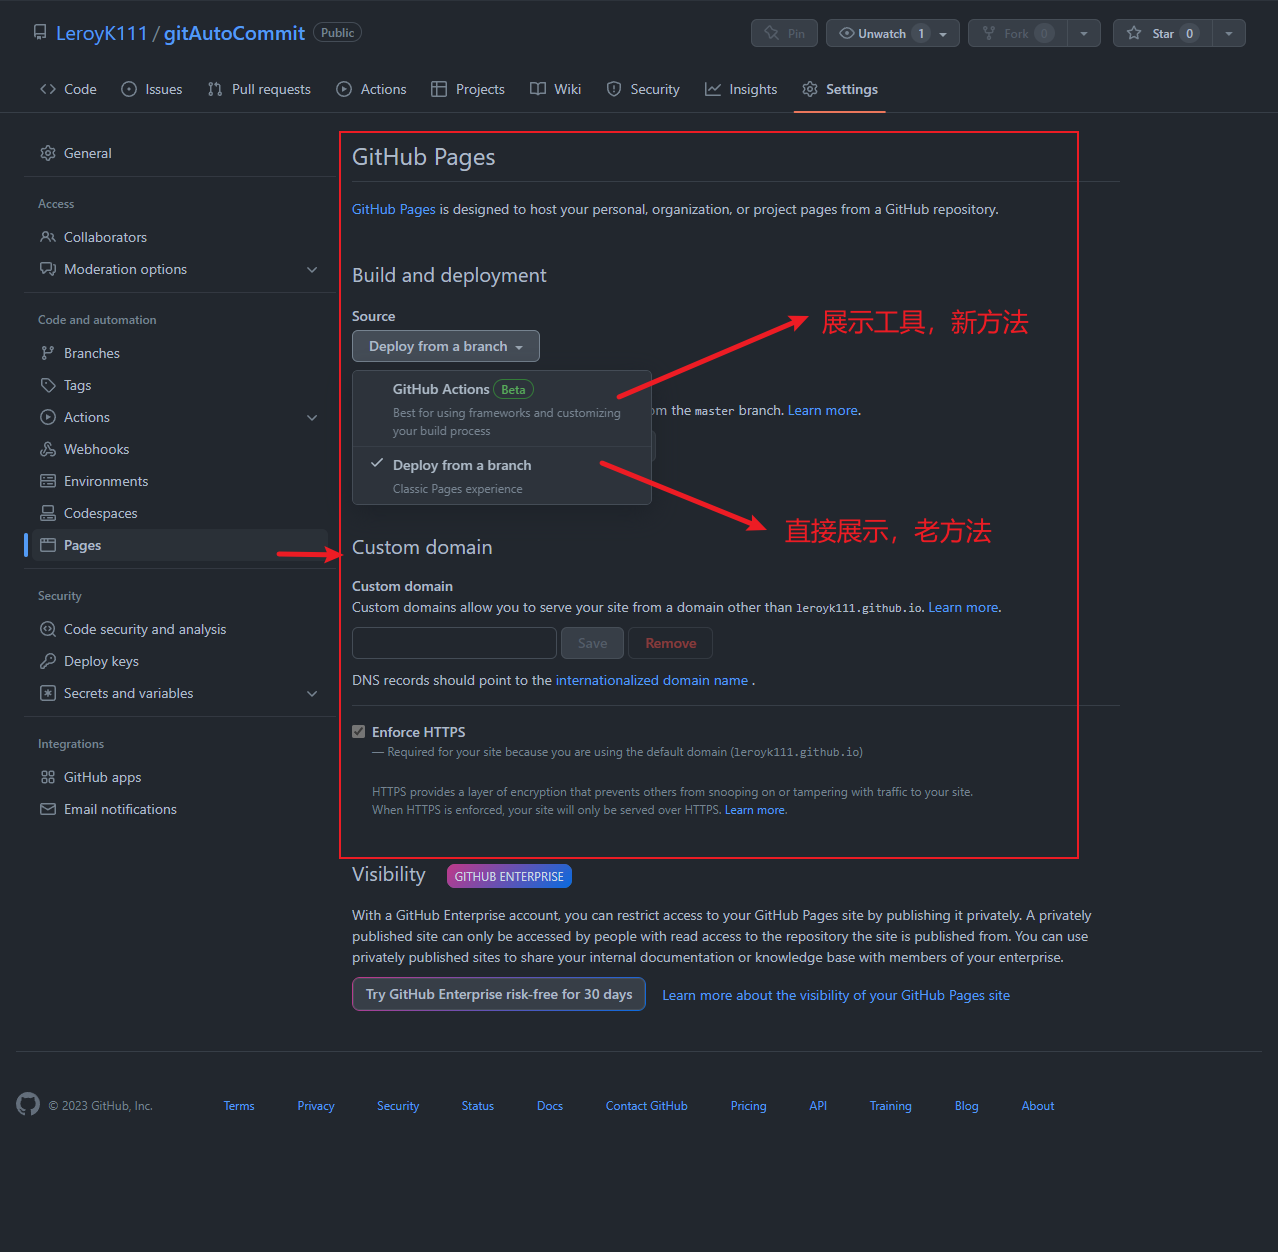 LeroyK111 / gitAutoCommit Public
Pin Unwatch 1 Fork 0 Star 0
Code Issues Pull requests Actions Projects Wiki Security Insights Settings
General
Access
Collaborators
Moderation options
Code and automation
Branches
Tags
Actions
Webhooks
Environments
Codespaces
Pages
Security
Code security and analysis
Deploy keys
Secrets and variables
Integrations
GitHub apps
Email notifications
GitHub Pages
GitHub Pages is designed to host your personal, organization, or project pages from a GitHub repository.
Build and deployment
Source
Deploy from a branch
展示工具，新方法
GitHub Actions Beta
Best for using frameworks and customizing
your build process
om the master branch. Learn more.
Deploy from a branch
Classic Pages experience
直接展示，老方法
Custom domain
Custom domain
Custom domains allow you to serve your site from a domain other than leroyk111.github.io. Learn more.
Save Remove
DNS records should point to the internationalized domain name .
Enforce HTTPS
— Required for your site because you are using the default domain (leroyk111.github.io)
HTTPS provides a layer of encryption that prevents others from snooping on or tampering with traffic to your site.
When HTTPS is enforced, your site will only be served over HTTPS. Learn more.
Visibility GITHUB ENTERPRISE
With a GitHub Enterprise account, you can restrict access to your GitHub Pages site by publishing it privately. A privately
published site can only be accessed by people with read access to the repository the site is published from. You can use
privately published sites to share your internal documentation or knowledge base with members of your enterprise.
Try GitHub Enterprise risk-free for 30 days Learn more about the visibility of your GitHub Pages site
© 2023 GitHub, Inc. Terms Privacy Security Status Docs Contact GitHub Pricing API Training Blog About